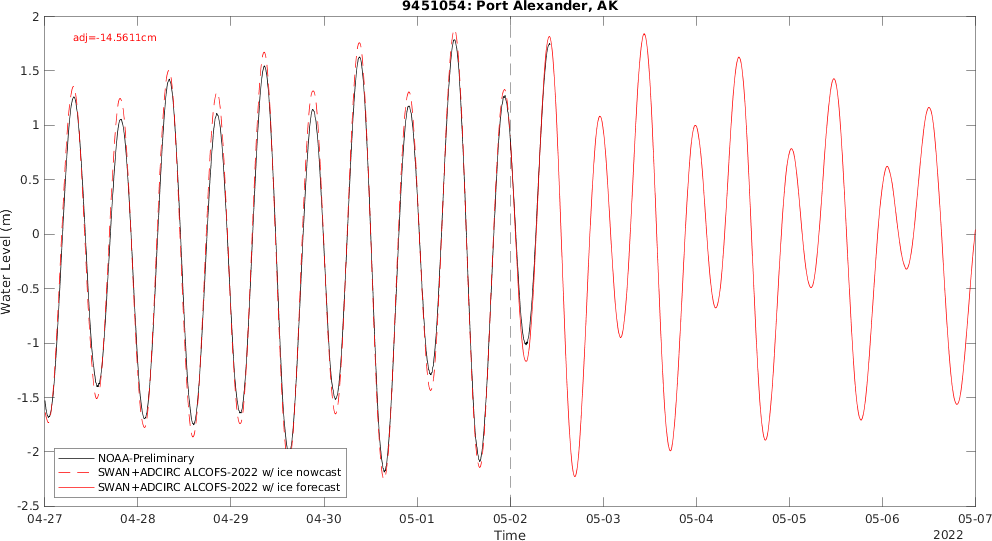 9451054: Port Alexander, AK
adj=-14.5611cm
Water Level (m)
2
1.5
1
0.5
0
-0.5
-1
-1.5
-2
-2.5
NOAA-Preliminary
SWAN+ADCIRC ALCOFS-2022 w/ ice nowcast
SWAN+ADCIRC ALCOFS-2022 w/ ice forecast
04-27 04-28 04-29 04-30 05-01 05-02 05-03 05-04 05-05 05-06 05-07
Time
2022